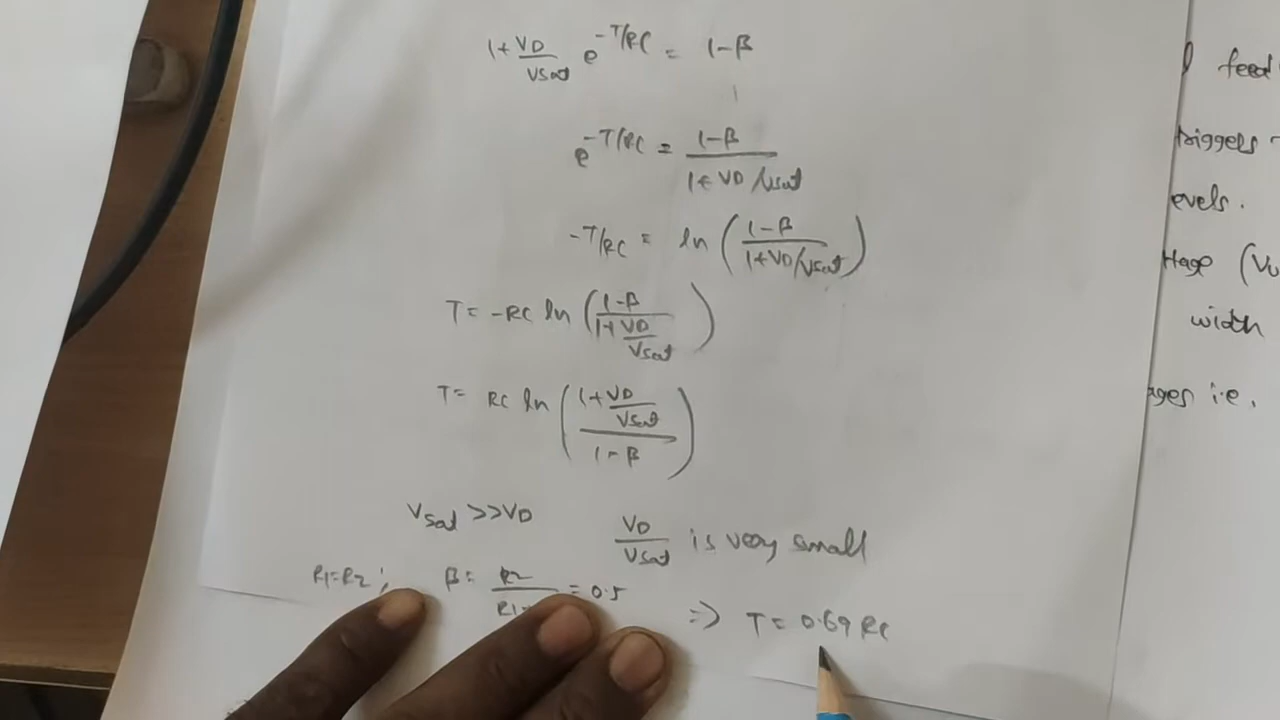 1+VD/Vsat e^-T/RC = 1-β
e^-T/RC = 1-β / 1+VD/Vsat
-T/RC = ln (1-β / 1+VD/Vsat)
T = -RC ln (1-β / 1+VD/Vsat)
T = RC ln (1+VD/Vsat / 1-β)
Vsat >> VD VD/Vsat is very small
R1=R2; β = R2/R1 = 0.5
=> T = 0.69 RC
feed
triggers
evels.
ltage (V
width
ages i.e.